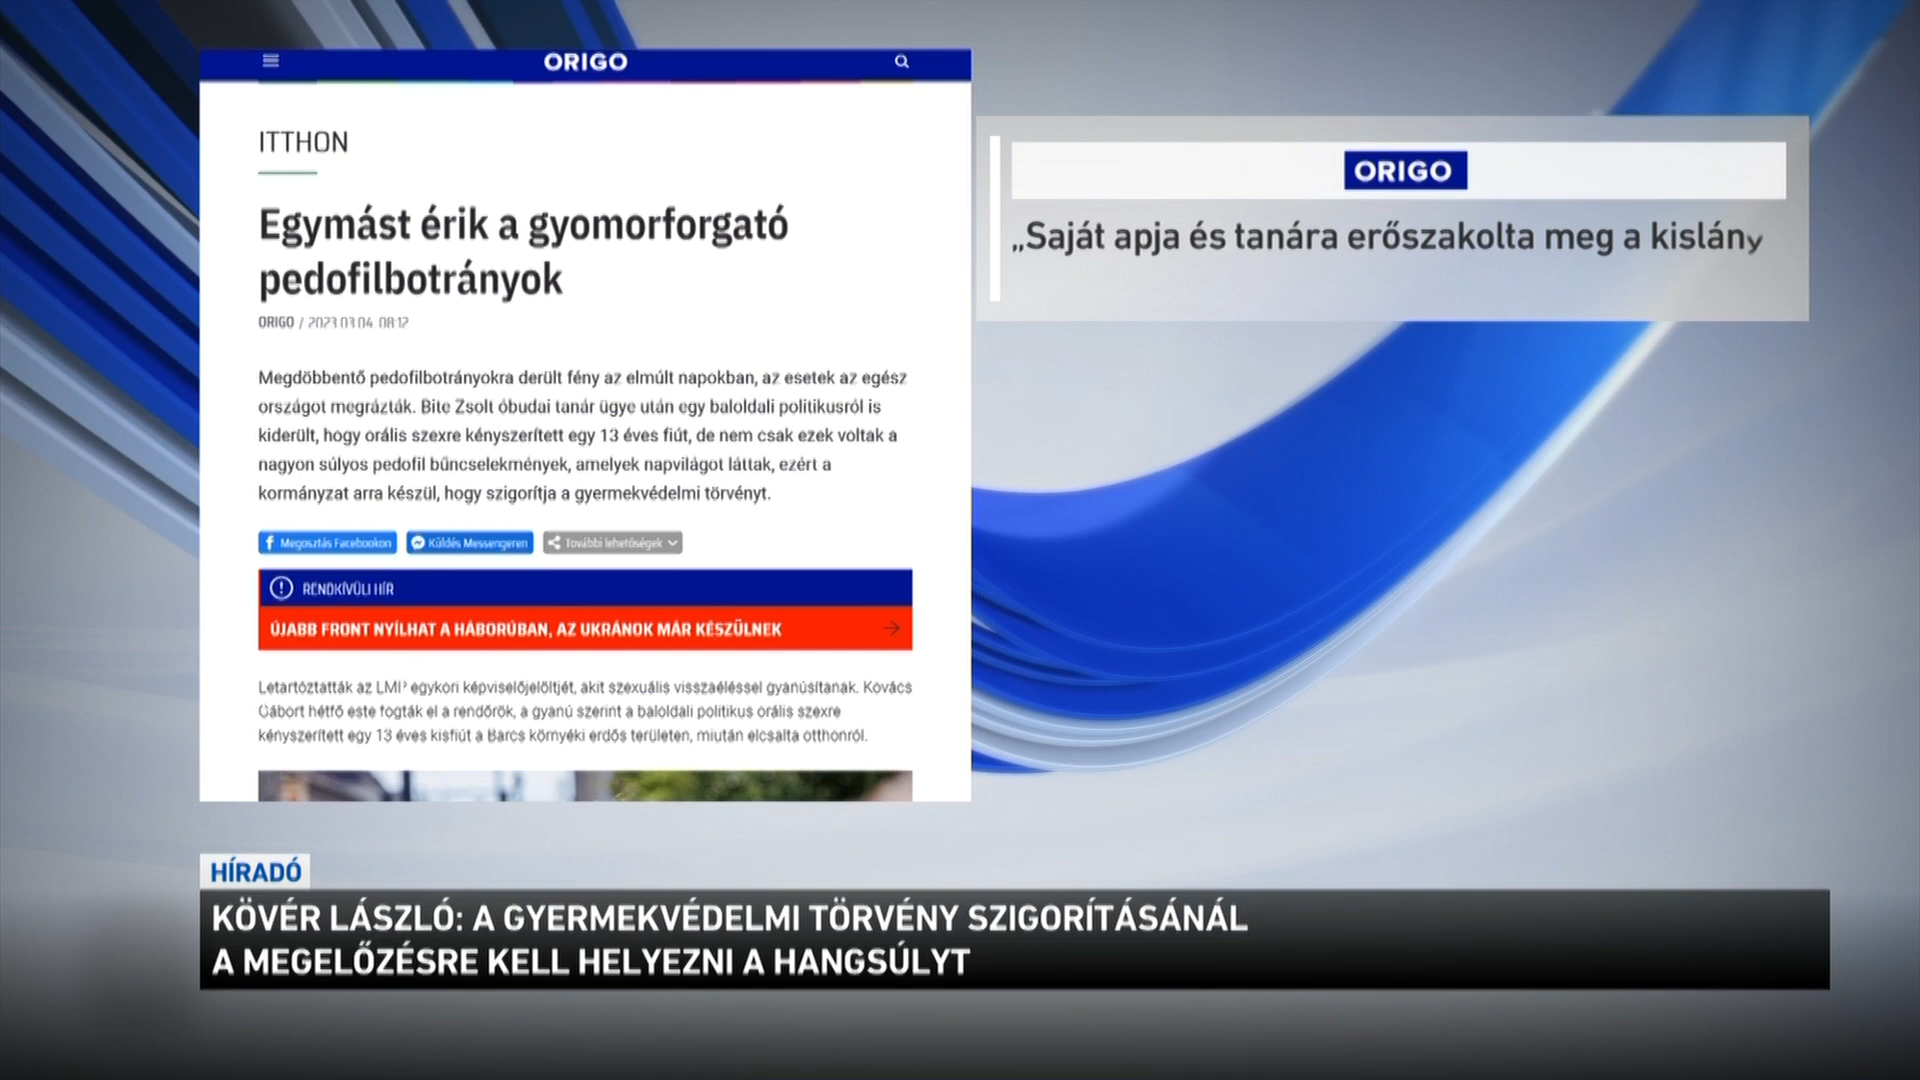 ORIGO
ITTHON
Egymást érik a gyomorforgató
pedofilbotrányok
ORIGO / 2023.03.04. 08:12
Megdöbbentő pedofilbotrányokra derült fény az elmúlt napokban, az esetek az egész
országot megrázták. Bite Zsolt óbudai tanár ügye után egy baloldali politikusról is
kiderült, hogy orális szexre kényszerített egy 13 éves fiút, de nem csak ezek voltak a
nagyon súlyos pedofil bűncselekmények, amelyek napvilágot láttak, ezért a
kormányzat arra készül, hogy szigorítja a gyermekvédelmi törvényt.
Megosztás Facebookon Küldés Messengeren További lehetőségek
RENDKÍVÜLI HÍR
ÚJABB FRONT NYÍLHAT A HÁBORÚBAN, AZ UKRÁNOK MÁR KÉSZÜLNEK
Letartóztatták az LMP egykori képviselőjelöltjét, akit szexuális visszaéléssel gyanúsítanak. Kovács
Gábort hétfő este fogták el a rendőrök, a gyanú szerint a baloldali politikus orális szexre
kényszerített egy 13 éves kisfiút a Barcs környéki erdős területen, miután elcsalta otthonról.
ORIGO
„Saját apja és tanára erőszakolta meg a kislány
HÍRADÓ
KÖVÉR LÁSZLÓ: A GYERMEKVÉDELMI TÖRVÉNY SZIGORÍTÁSÁNÁL
A MEGELŐZÉSRE KELL HELYEZNI A HANGSÚLYT